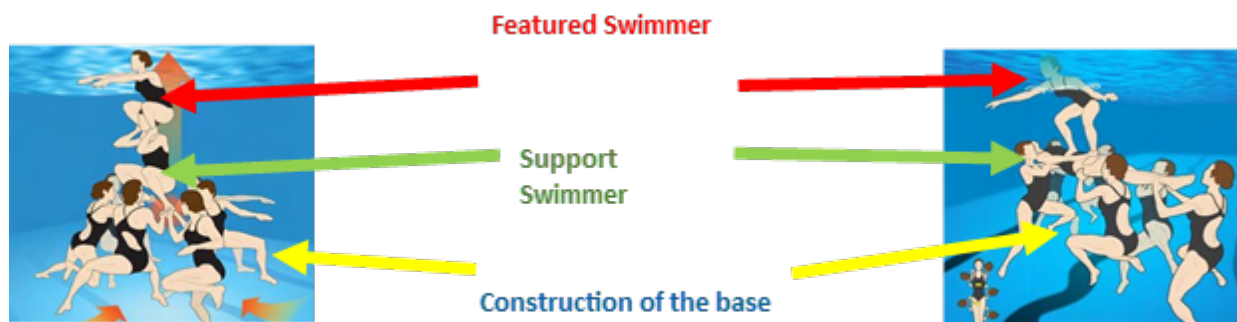 Featured Swimmer
Support
Swimmer
Construction of the base